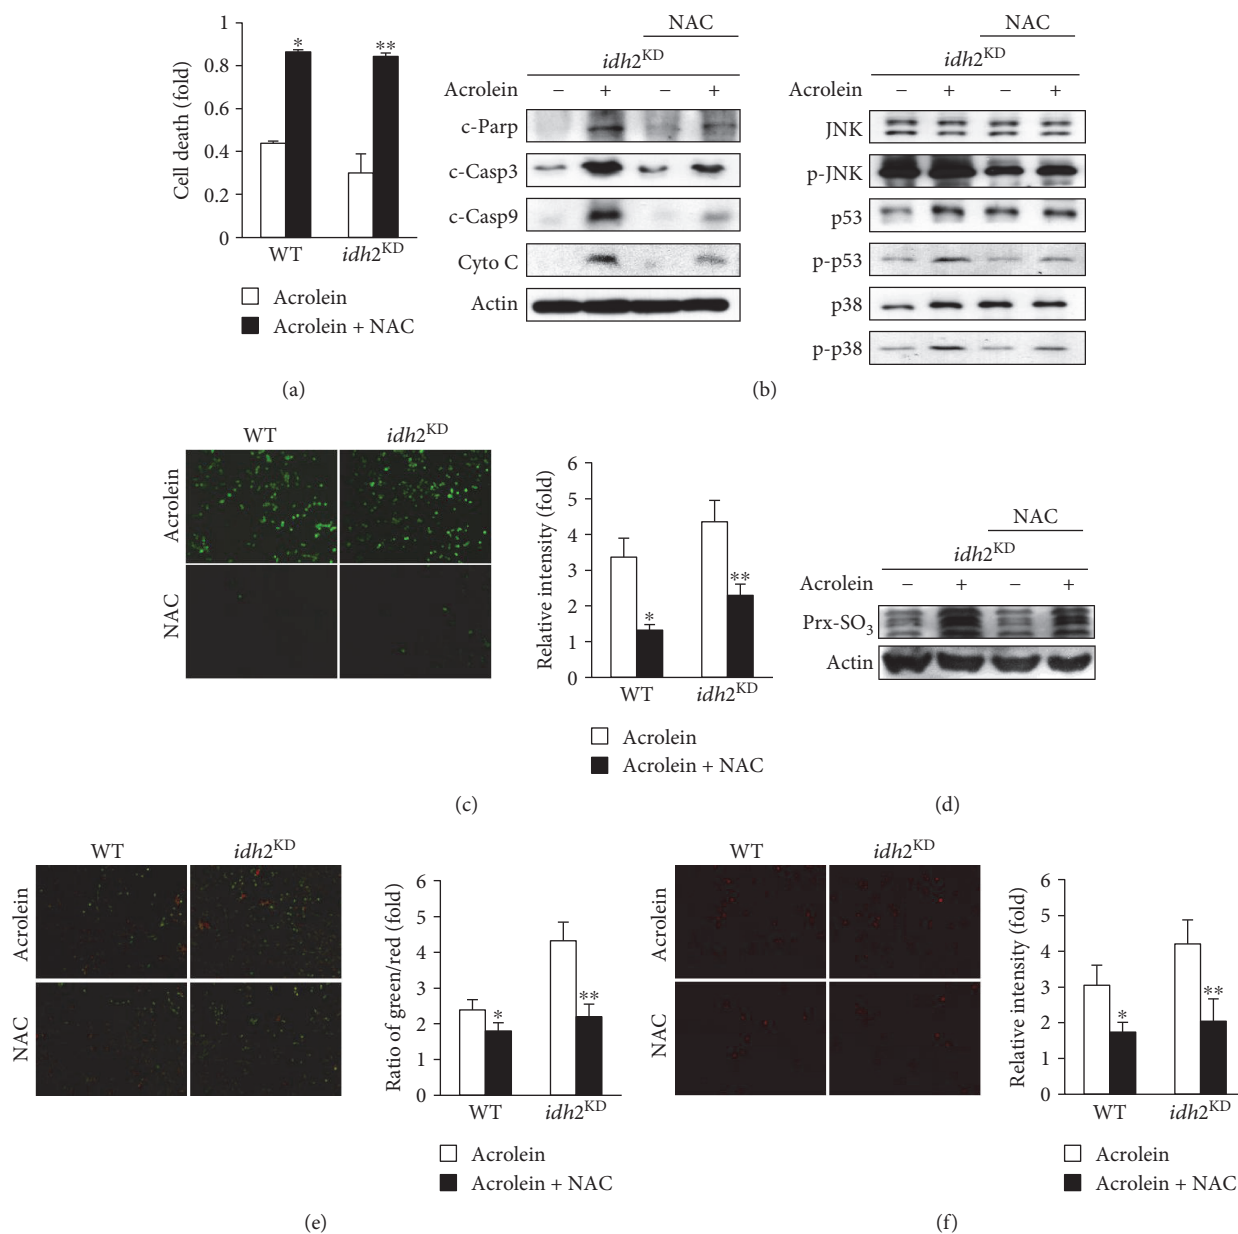 Cell death (fold)
1
0.8
0.6
0.4
0.2
0
* **
WT idh2KD
Acrolein
Acrolein + NAC
(a)
NAC
idh2KD
Acrolein − + − +
c-Parp
c-Casp3
c-Casp9
Cyto C
Actin
NAC
idh2KD
Acrolein − + − +
JNK
p-JNK
p53
p-p53
p38
p-p38
(b)
WT idh2KD
Acrolein
NAC
Relative intensity (fold)
6
5
4
3
2
1
0
* **
WT idh2KD
Acrolein
Acrolein + NAC
(c)
NAC
idh2KD
Acrolein − + − +
Prx-SO3
Actin
(d)
WT idh2KD
Acrolein
NAC
Ratio of green/red (fold)
6
5
4
3
2
1
0
* **
WT idh2KD
Acrolein
Acrolein + NAC
(e)
WT idh2KD
Acrolein
NAC
Relative intensity (fold)
6
5
4
3
2
1
0
* **
WT idh2KD
Acrolein
Acrolein + NAC
(f)